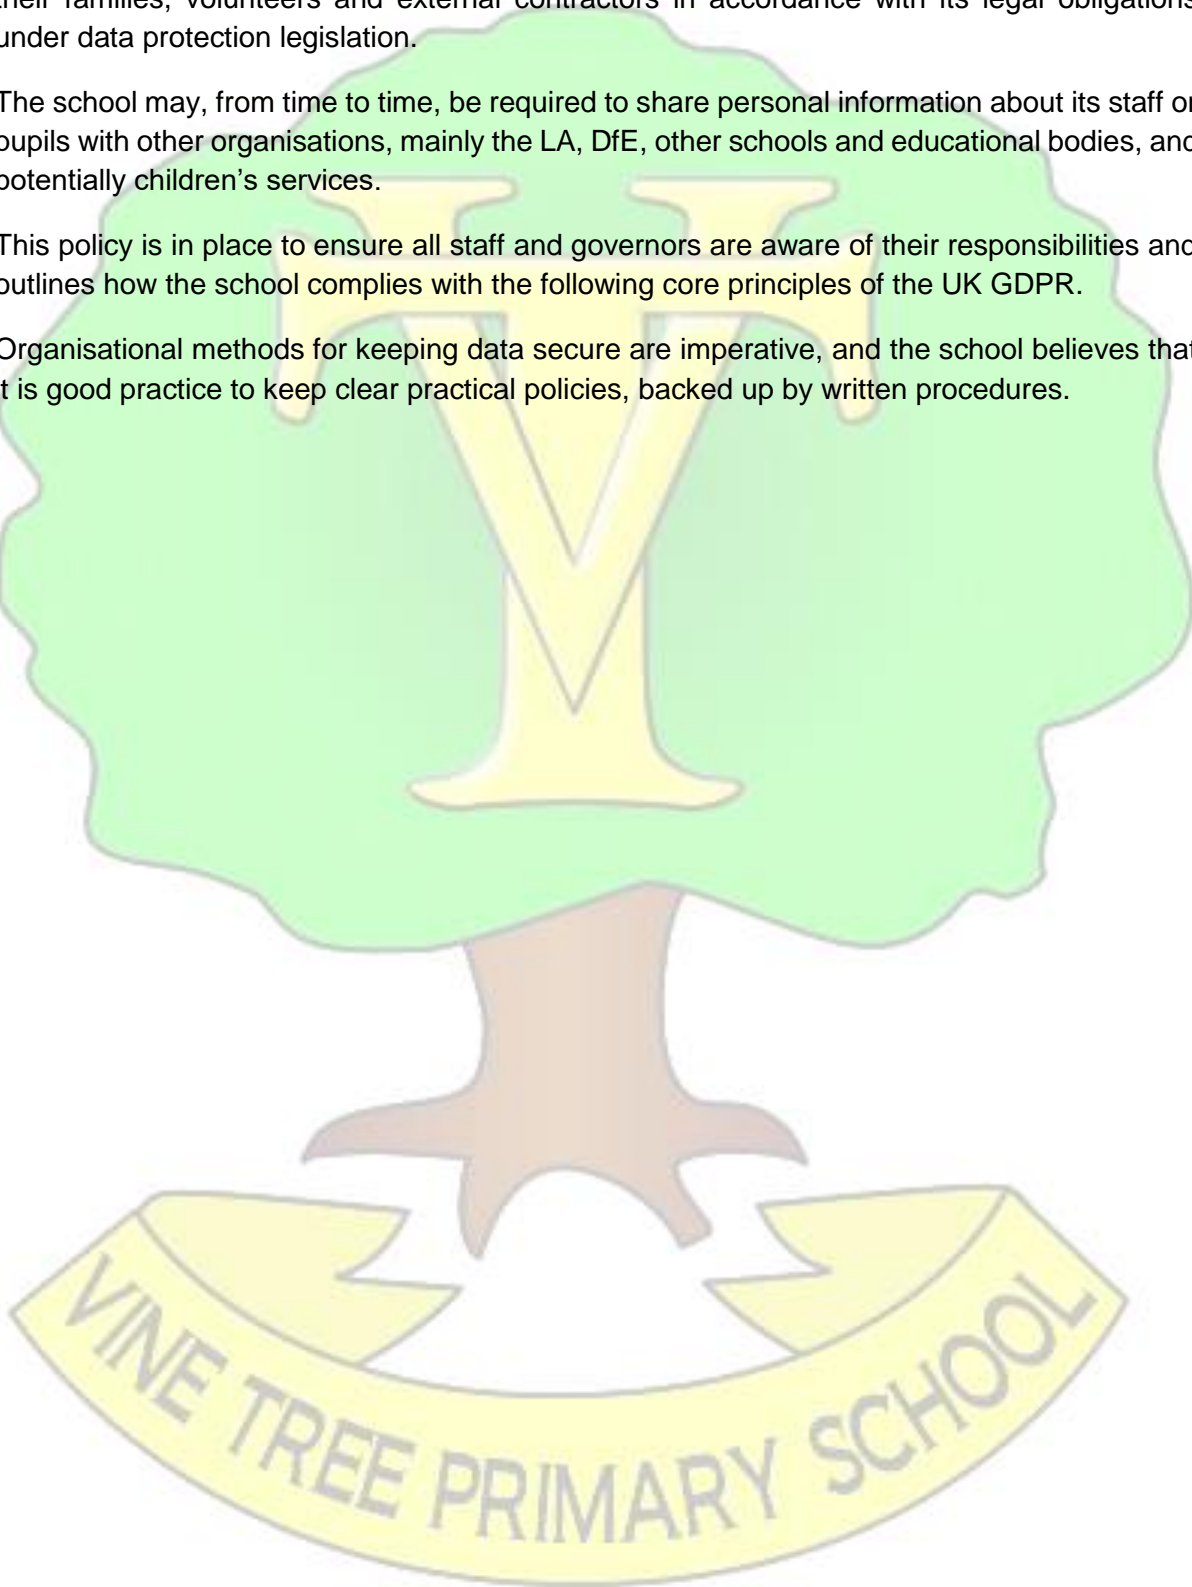 their families, volunteers and external contractors in accordance with its legal obligations
under data protection legislation.
The school may, from time to time, be required to share personal information about its staff or
pupils with other organisations, mainly the LA, DfE, other schools and educational bodies, and
potentially children’s services.
This policy is in place to ensure all staff and governors are aware of their responsibilities and
outlines how the school complies with the following core principles of the UK GDPR.
Organisational methods for keeping data secure are imperative, and the school believes that
it is good practice to keep clear practical policies, backed up by written procedures.
VT
VINE TREE PRIMARY SCHOOL